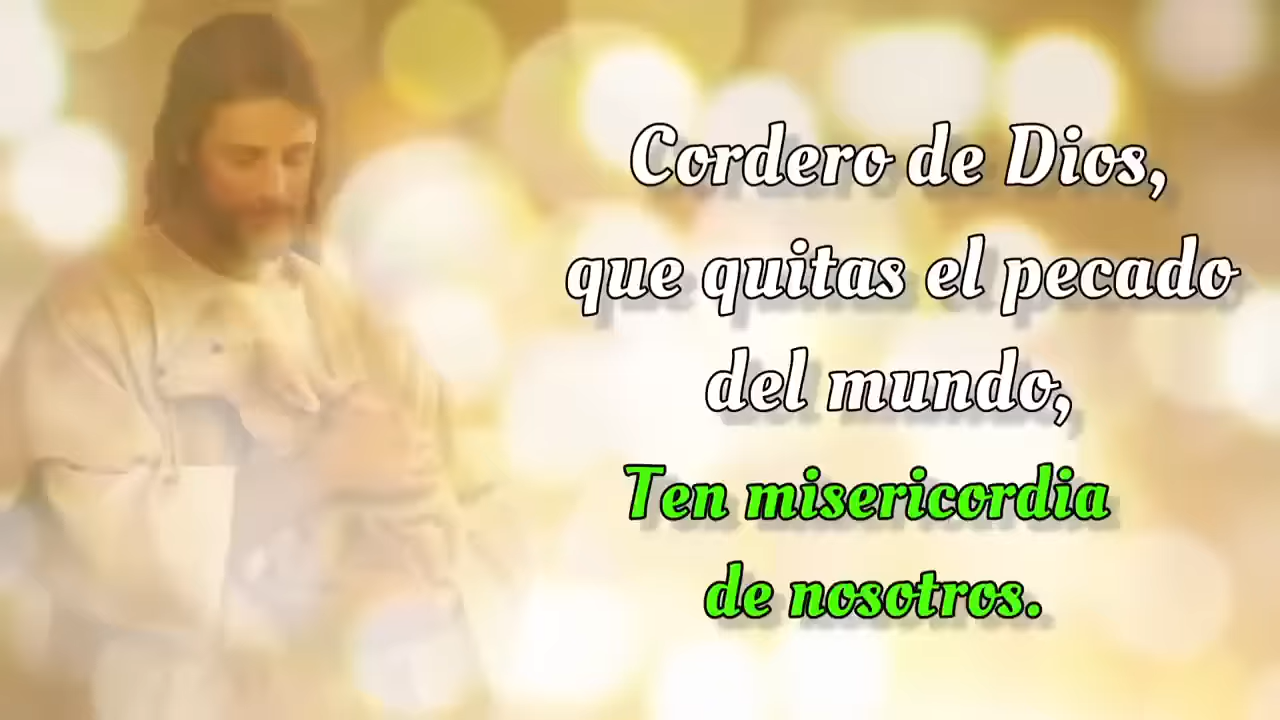 Cordero de Dios,
que quitas el pecado
del mundo,
Ten misericordia
de nosotros.